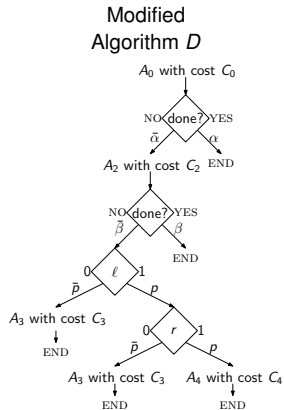 Modified
Algorithm D
A₀ with cost C₀
NO done? YES
ᾱ α
END
A₂ with cost C₂
NO done? YES
β̄ β
END
0 ℓ 1
p̄ p
A₃ with cost C₃
0 r 1
END
p̄ p
A₃ with cost C₃ A₄ with cost C₄
END END